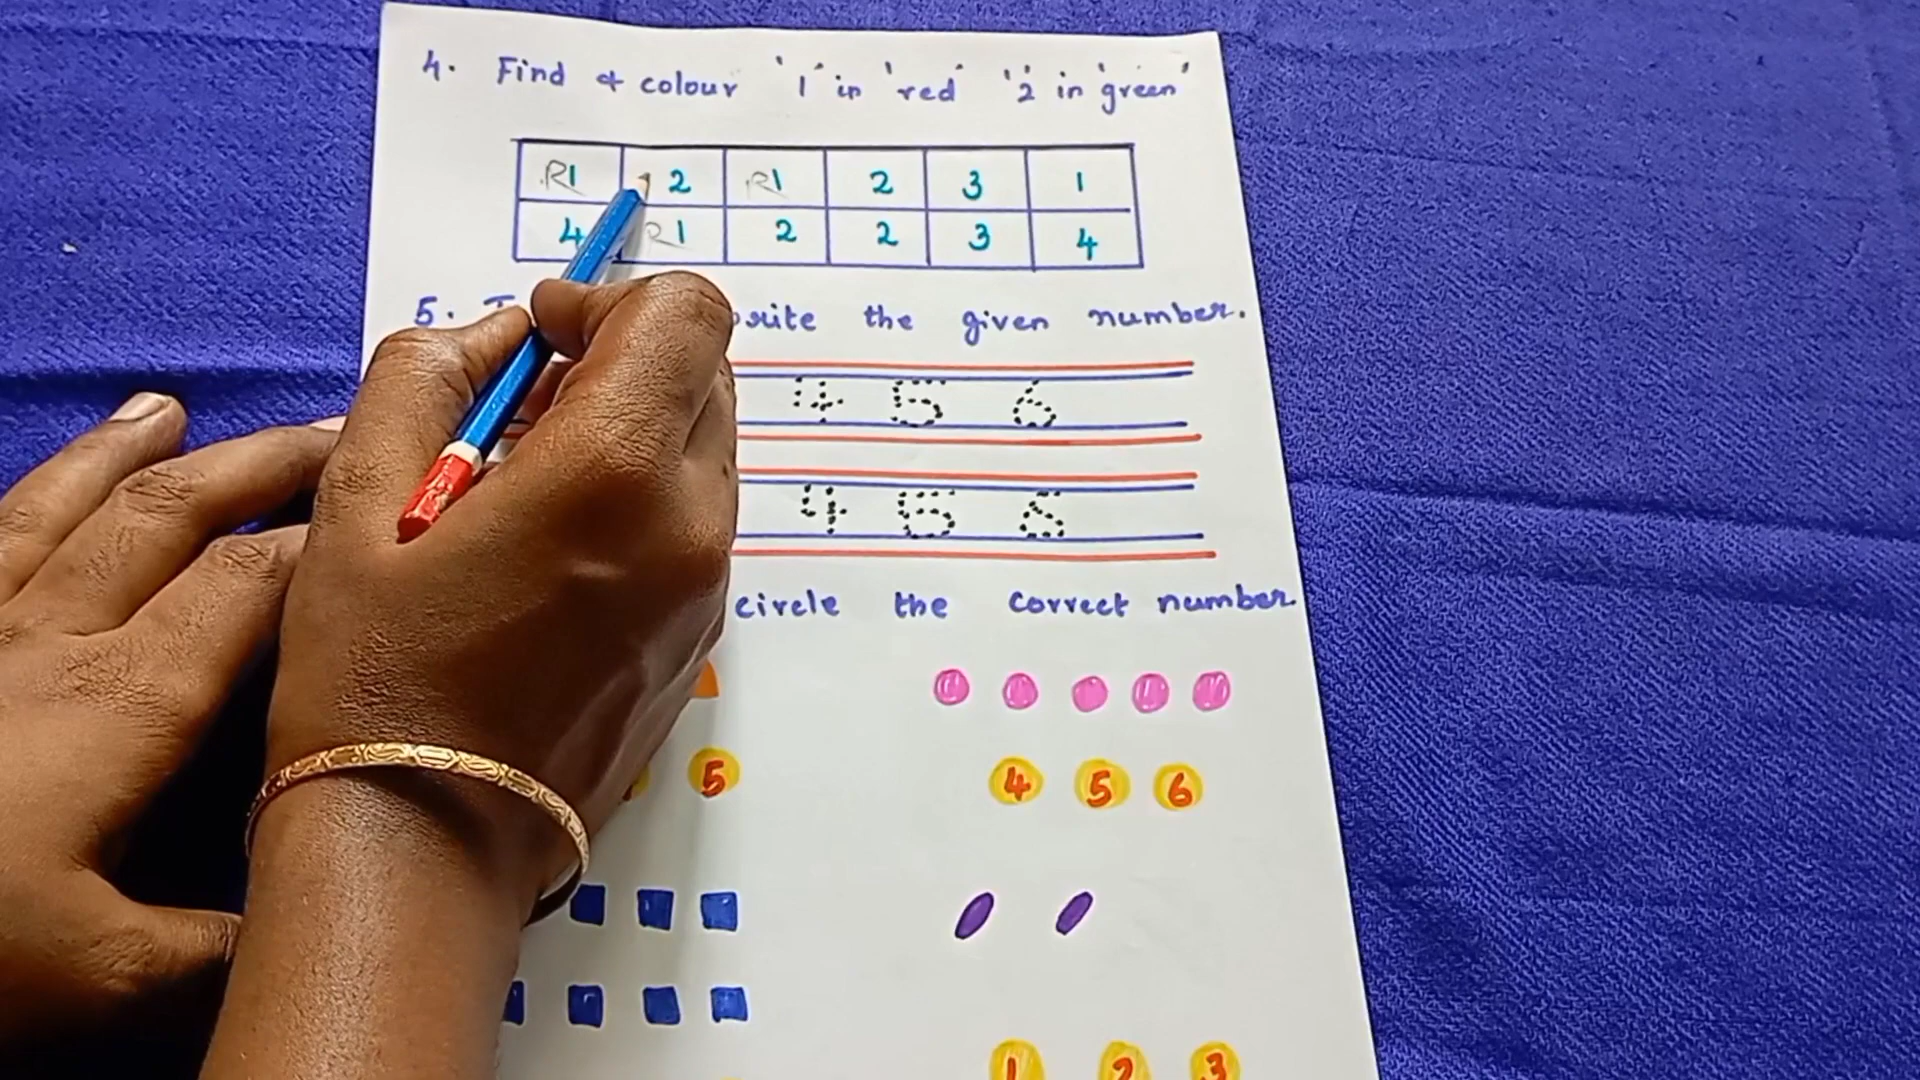 4. Find & colour '1' in 'red' '2' in 'green'
R1 2 R1 2 3 1
4 R1 2 2 3 4
5. write the given number.
4 5 6
4 5 6
circle the correct number
5 4 5 6
1 2 3